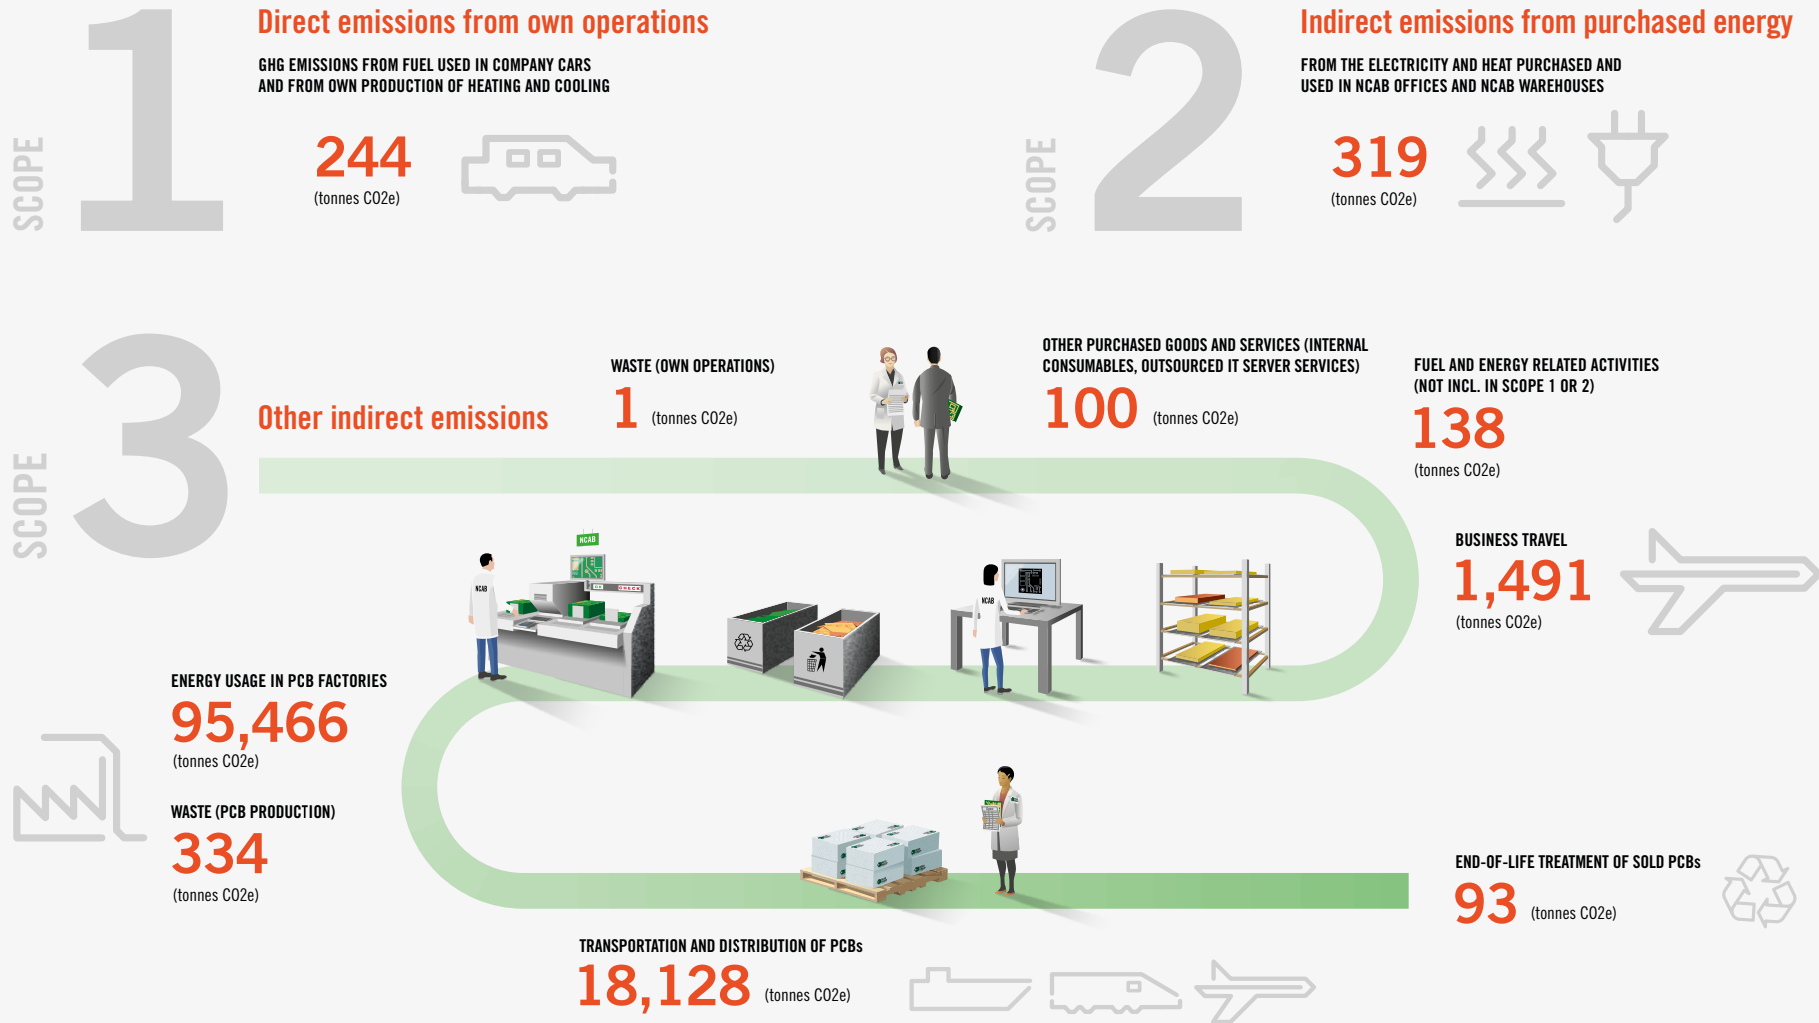 SCOPE
1
Direct emissions from own operations
GHG EMISSIONS FROM FUEL USED IN COMPANY CARS
AND FROM OWN PRODUCTION OF HEATING AND COOLING
244
(tonnes CO2e)
SCOPE
2
Indirect emissions from purchased energy
FROM THE ELECTRICITY AND HEAT PURCHASED AND
USED IN NCAB OFFICES AND NCAB WAREHOUSES
319
(tonnes CO2e)
SCOPE
3
Other indirect emissions
WASTE (OWN OPERATIONS)
1 (tonnes CO2e)
OTHER PURCHASED GOODS AND SERVICES (INTERNAL
CONSUMABLES, OUTSOURCED IT SERVER SERVICES)
100 (tonnes CO2e)
FUEL AND ENERGY RELATED ACTIVITIES
(NOT INCL. IN SCOPE 1 OR 2)
138
(tonnes CO2e)
NCAB
NCAB
CHECK
NCAB
BUSINESS TRAVEL
1,491
(tonnes CO2e)
ENERGY USAGE IN PCB FACTORIES
95,466
(tonnes CO2e)
WASTE (PCB PRODUCTION)
334
(tonnes CO2e)
END-OF-LIFE TREATMENT OF SOLD PCBs
93 (tonnes CO2e)
TRANSPORTATION AND DISTRIBUTION OF PCBs
18,128 (tonnes CO2e)